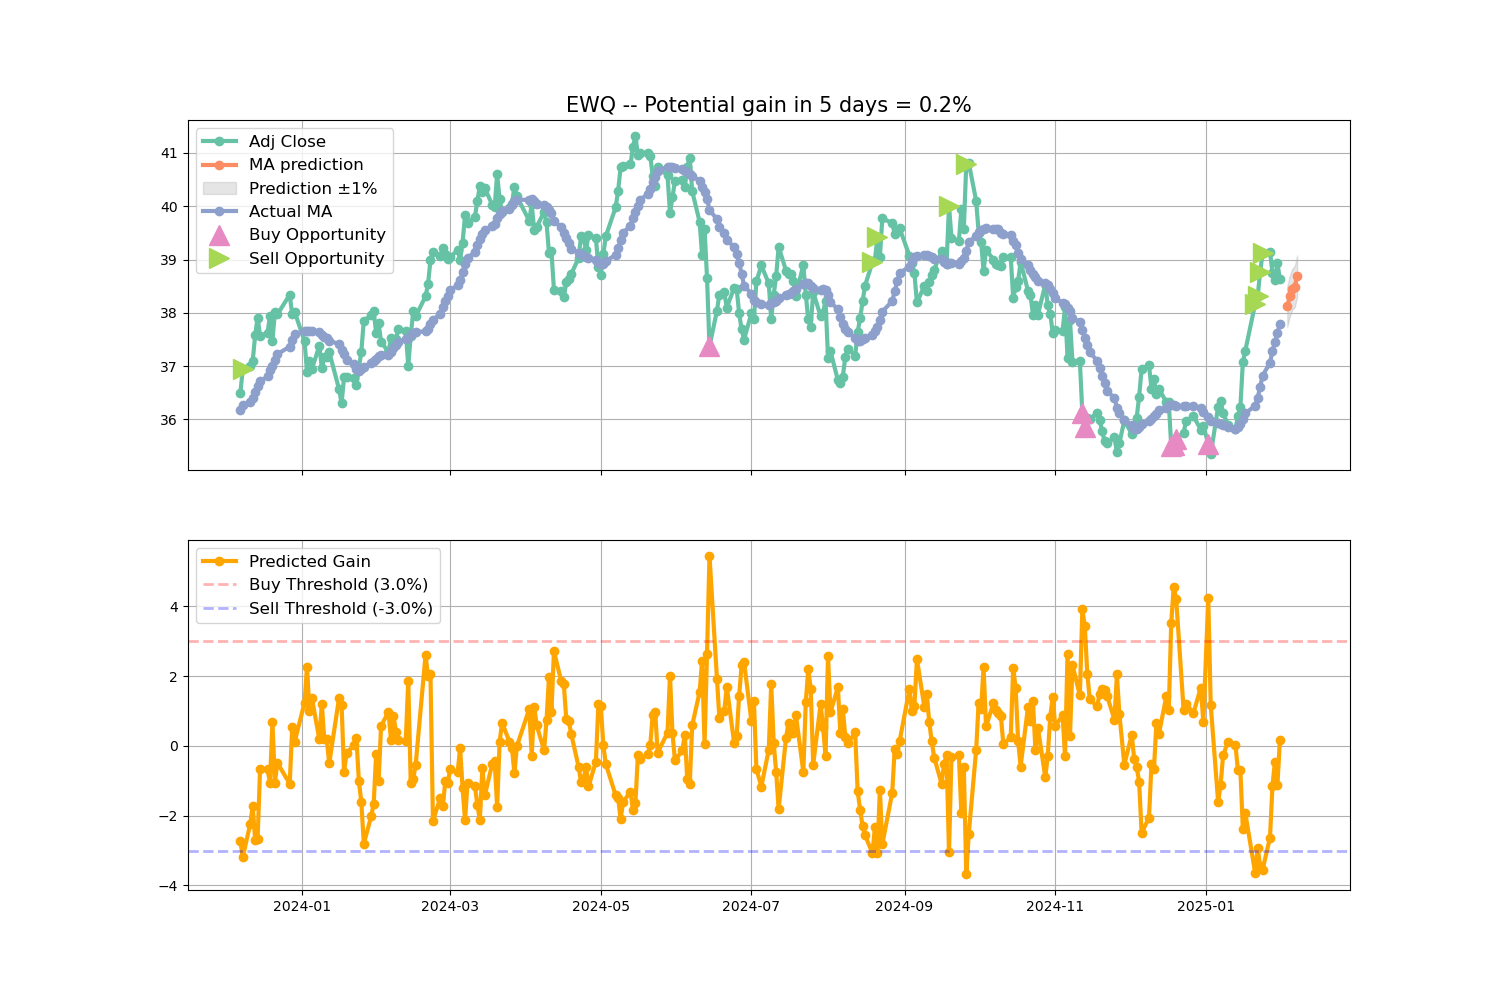 EWQ -- Potential gain in 5 days = 0.2%
Adj Close
MA prediction
Prediction ±1%
Actual MA
Buy Opportunity
Sell Opportunity
41
40
39
38
37
36
Predicted Gain
Buy Threshold (3.0%)
Sell Threshold (-3.0%)
4
2
0
−2
−4
2024-01 2024-03 2024-05 2024-07 2024-09 2024-11 2025-01